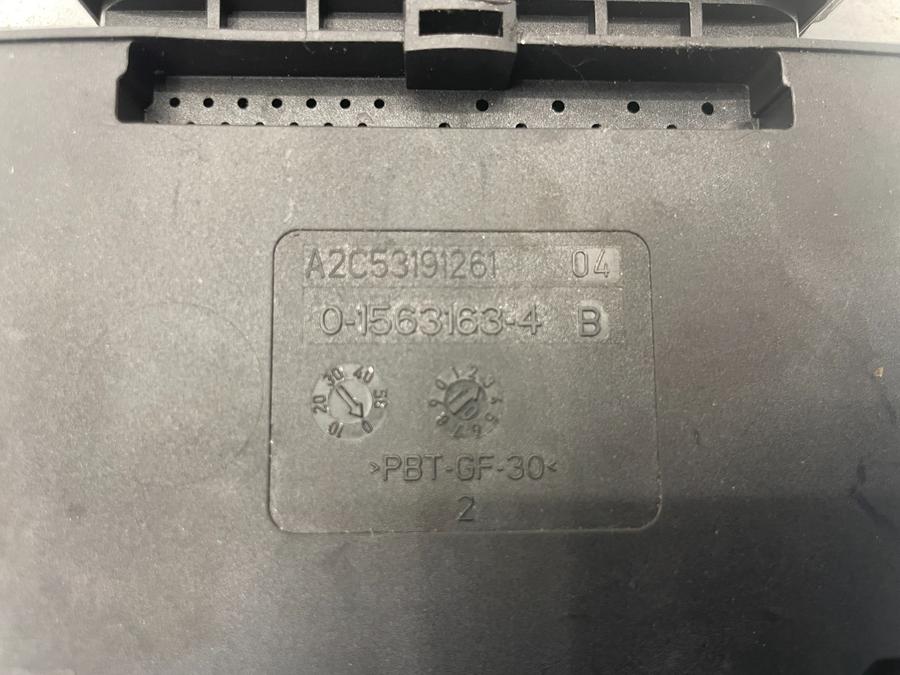 A2C53191261 04
0-1563163-4 B
10 20 30 40 50 0
0 1 2 3 4 5 6 7 8 9
>PBT-GF-30<
2